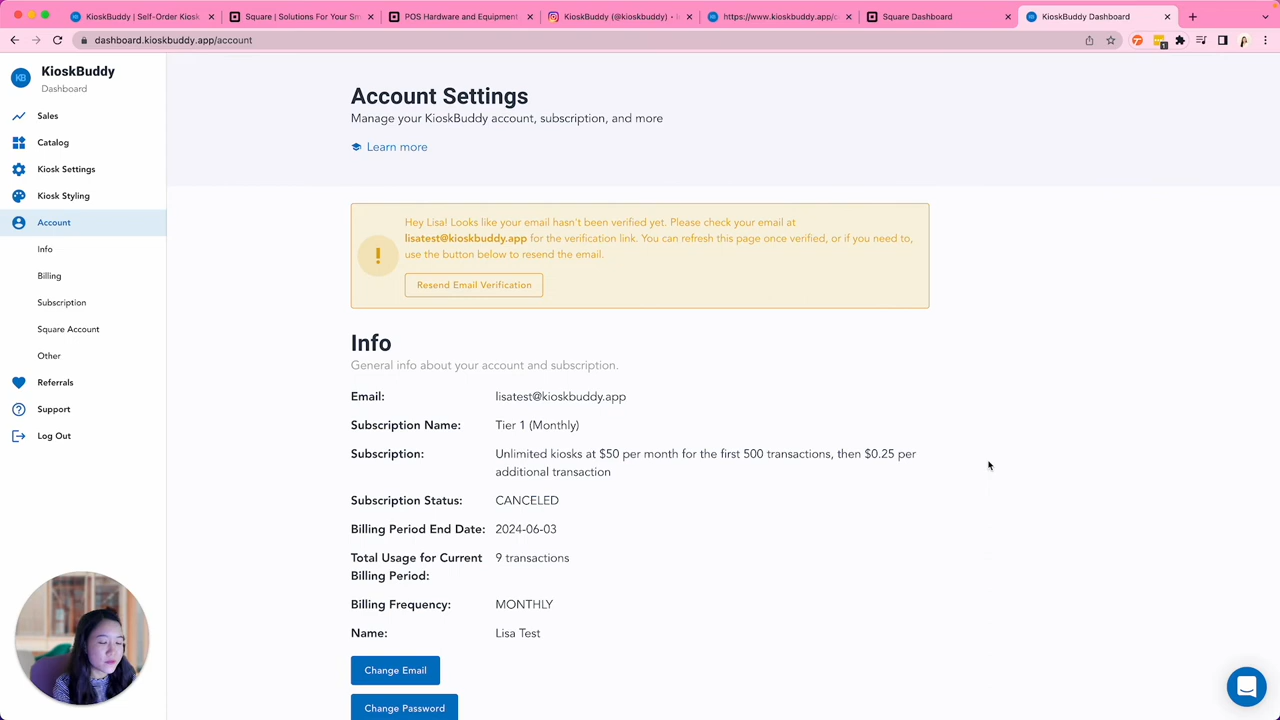 KioskBuddy | Self-Order Kiosk
Square | Solutions For Your Sm
POS Hardware and Equipment
KioskBuddy (@kioskbuddy) •
https://www.kioskbuddy.app/
Square Dashboard
KioskBuddy Dashboard
dashboard.kioskbuddy.app/account
1
KB
KioskBuddy
Dashboard
Sales
Catalog
Kiosk Settings
Kiosk Styling
Account
Info
Billing
Subscription
Square Account
Other
Referrals
Support
Log Out
Account Settings
Manage your KioskBuddy account, subscription, and more
Learn more
!
Hey Lisa! Looks like your email hasn't been verified yet. Please check your email at
lisatest@kioskbuddy.app for the verification link. You can refresh this page once verified, or if you need to,
use the button below to resend the email.
Resend Email Verification
Info
General info about your account and subscription.
Email: lisatest@kioskbuddy.app
Subscription Name: Tier 1 (Monthly)
Subscription: Unlimited kiosks at $50 per month for the first 500 transactions, then $0.25 per
additional transaction
Subscription Status: CANCELED
Billing Period End Date: 2024-06-03
Total Usage for Current 9 transactions
Billing Period:
Billing Frequency: MONTHLY
Name: Lisa Test
Change Email
Change Password